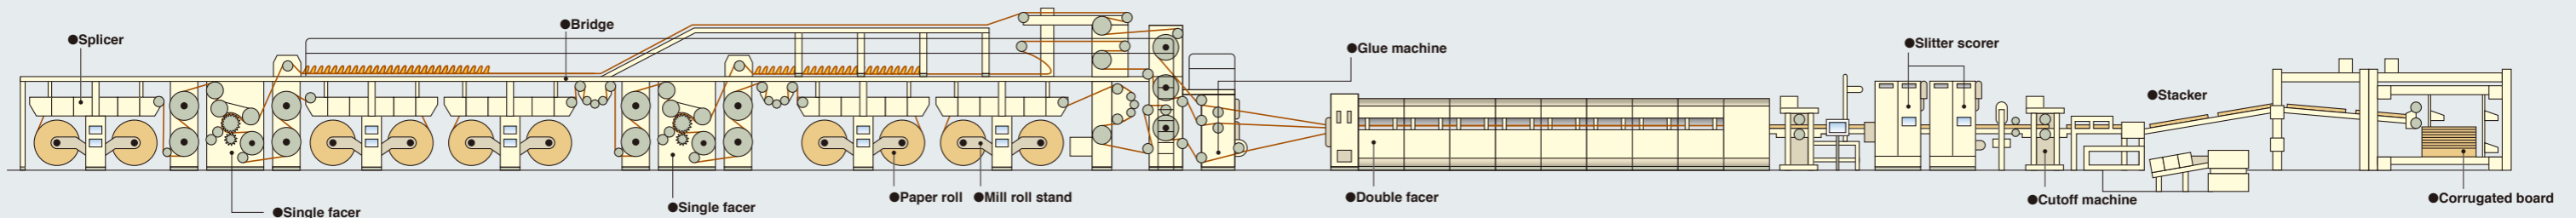 ●Splicer
●Bridge
●Glue machine
●Slitter scorer
●Stacker
●Single facer
●Single facer
●Paper roll
●Mill roll stand
●Double facer
●Cutoff machine
●Corrugated board